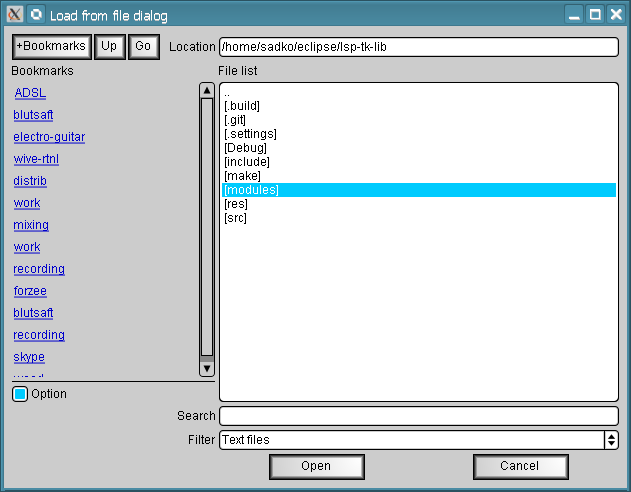 Load from file dialog
+Bookmarks Up Go Location /home/sadko/eclipse/lsp-tk-lib
Bookmarks
ADSL
blutsaft
electro-guitar
wive-rtnl
distrib
work
mixing
work
recording
forzee
blutsaft
recording
skype
Option
File list
..
[.build]
[.git]
[.settings]
[Debug]
[include]
[make]
[modules]
[res]
[src]
Search
Filter Text files
Open Cancel